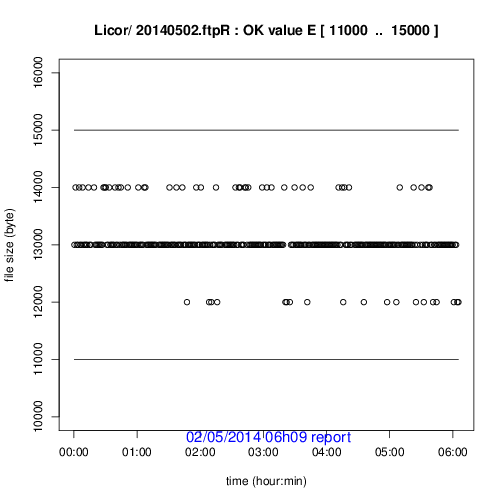 Licor/ 20140502.ftpR : OK value E [ 11000 .. 15000 ]
16000
15000
14000
13000
12000
11000
10000
file size (byte)
02/05/2014 06h09 report
00:00 01:00 02:00 03:00 04:00 05:00 06:00
time (hour:min)